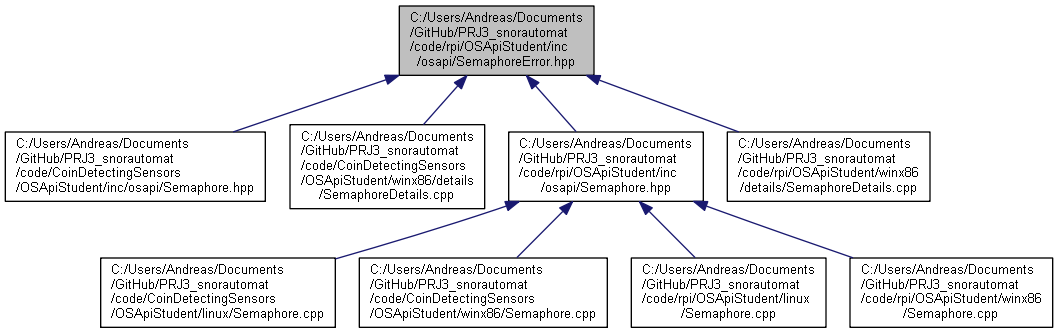 C:/Users/Andreas/Documents
/GitHub/PRJ3_snorautomat
/code/rpi/OSApiStudent/inc
/osapi/SemaphoreError.hpp
C:/Users/Andreas/Documents
/GitHub/PRJ3_snorautomat
/code/CoinDetectingSensors
/OSApiStudent/inc/osapi/Semaphore.hpp
C:/Users/Andreas/Documents
/GitHub/PRJ3_snorautomat
/code/CoinDetectingSensors
/OSApiStudent/winx86/details
/SemaphoreDetails.cpp
C:/Users/Andreas/Documents
/GitHub/PRJ3_snorautomat
/code/rpi/OSApiStudent/inc
/osapi/Semaphore.hpp
C:/Users/Andreas/Documents
/GitHub/PRJ3_snorautomat
/code/rpi/OSApiStudent/winx86
/details/SemaphoreDetails.cpp
C:/Users/Andreas/Documents
/GitHub/PRJ3_snorautomat
/code/CoinDetectingSensors
/OSApiStudent/linux/Semaphore.cpp
C:/Users/Andreas/Documents
/GitHub/PRJ3_snorautomat
/code/CoinDetectingSensors
/OSApiStudent/winx86/Semaphore.cpp
C:/Users/Andreas/Documents
/GitHub/PRJ3_snorautomat
/code/rpi/OSApiStudent/linux
/Semaphore.cpp
C:/Users/Andreas/Documents
/GitHub/PRJ3_snorautomat
/code/rpi/OSApiStudent/winx86
/Semaphore.cpp